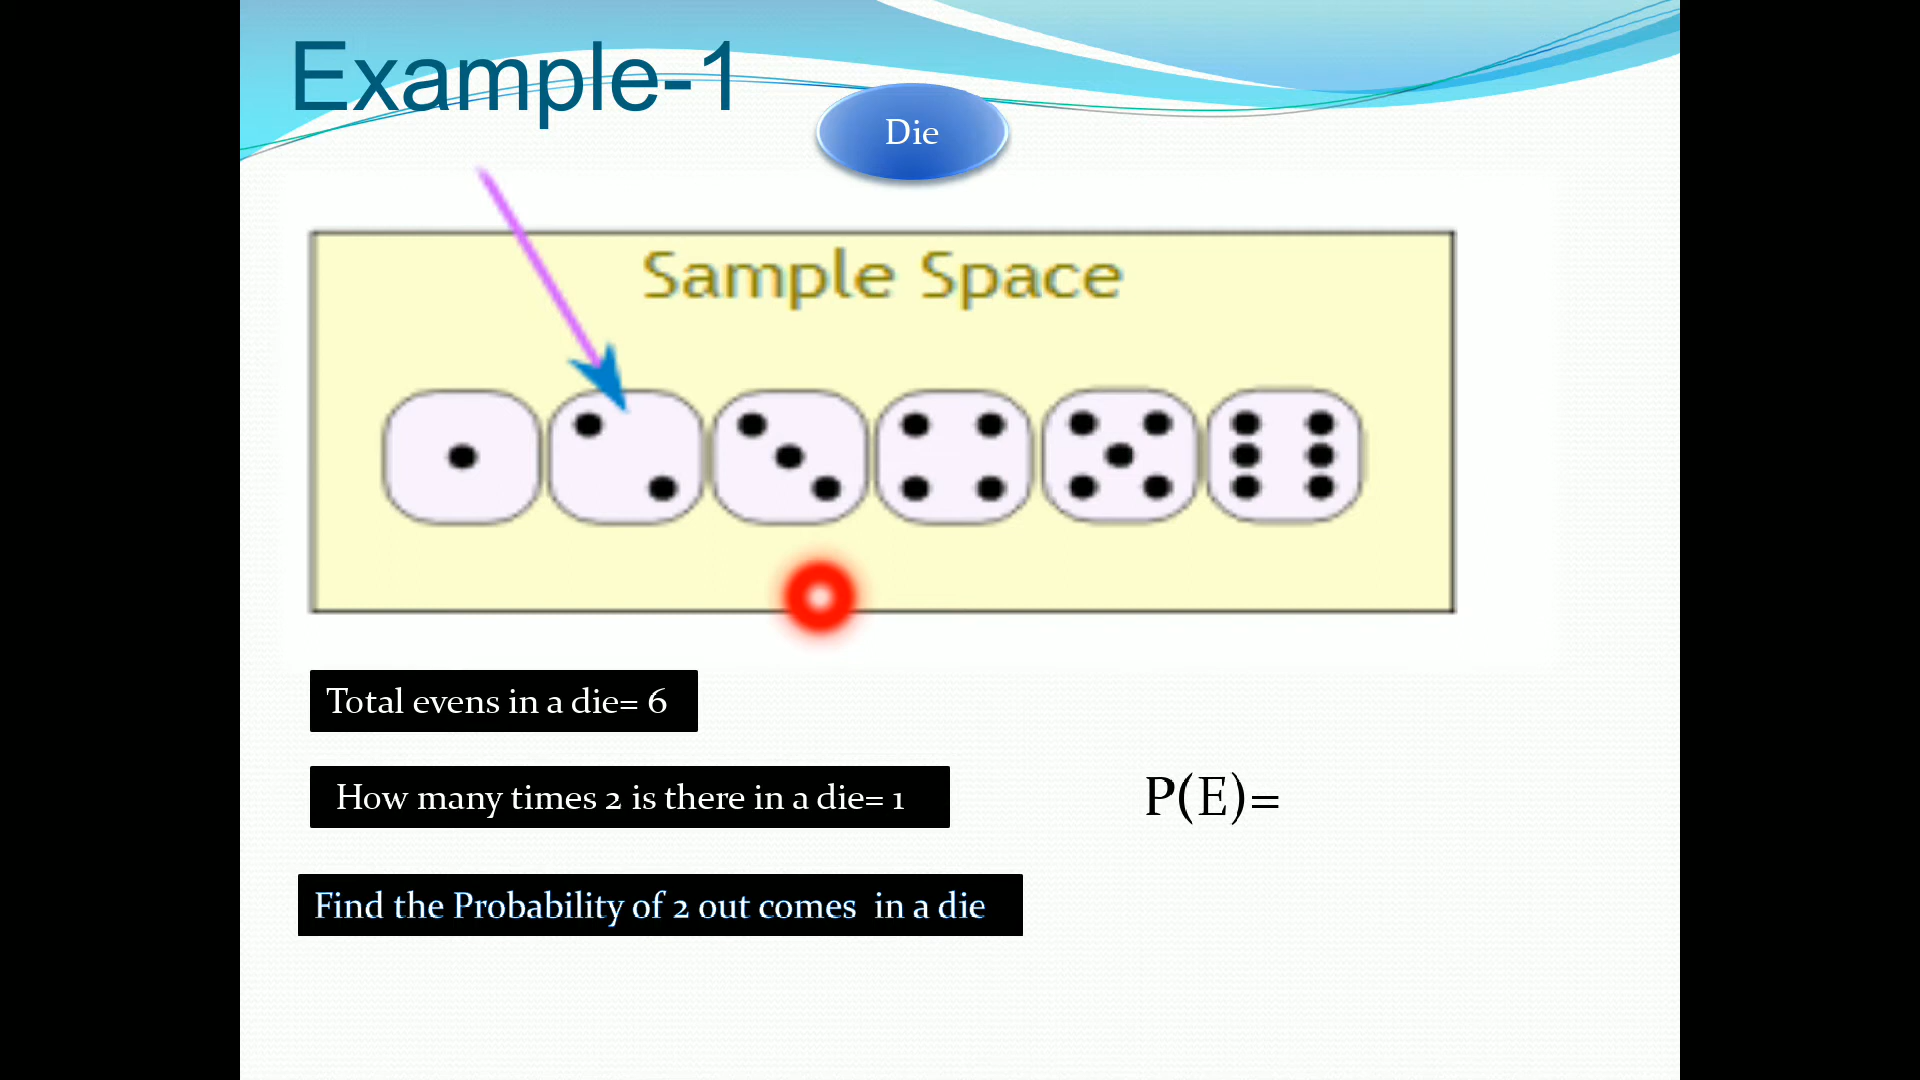 Example-1
Die
Sample Space
Total evens in a die= 6
How many times 2 is there in a die= 1
P(E)=
Find the Probability of 2 out comes in a die